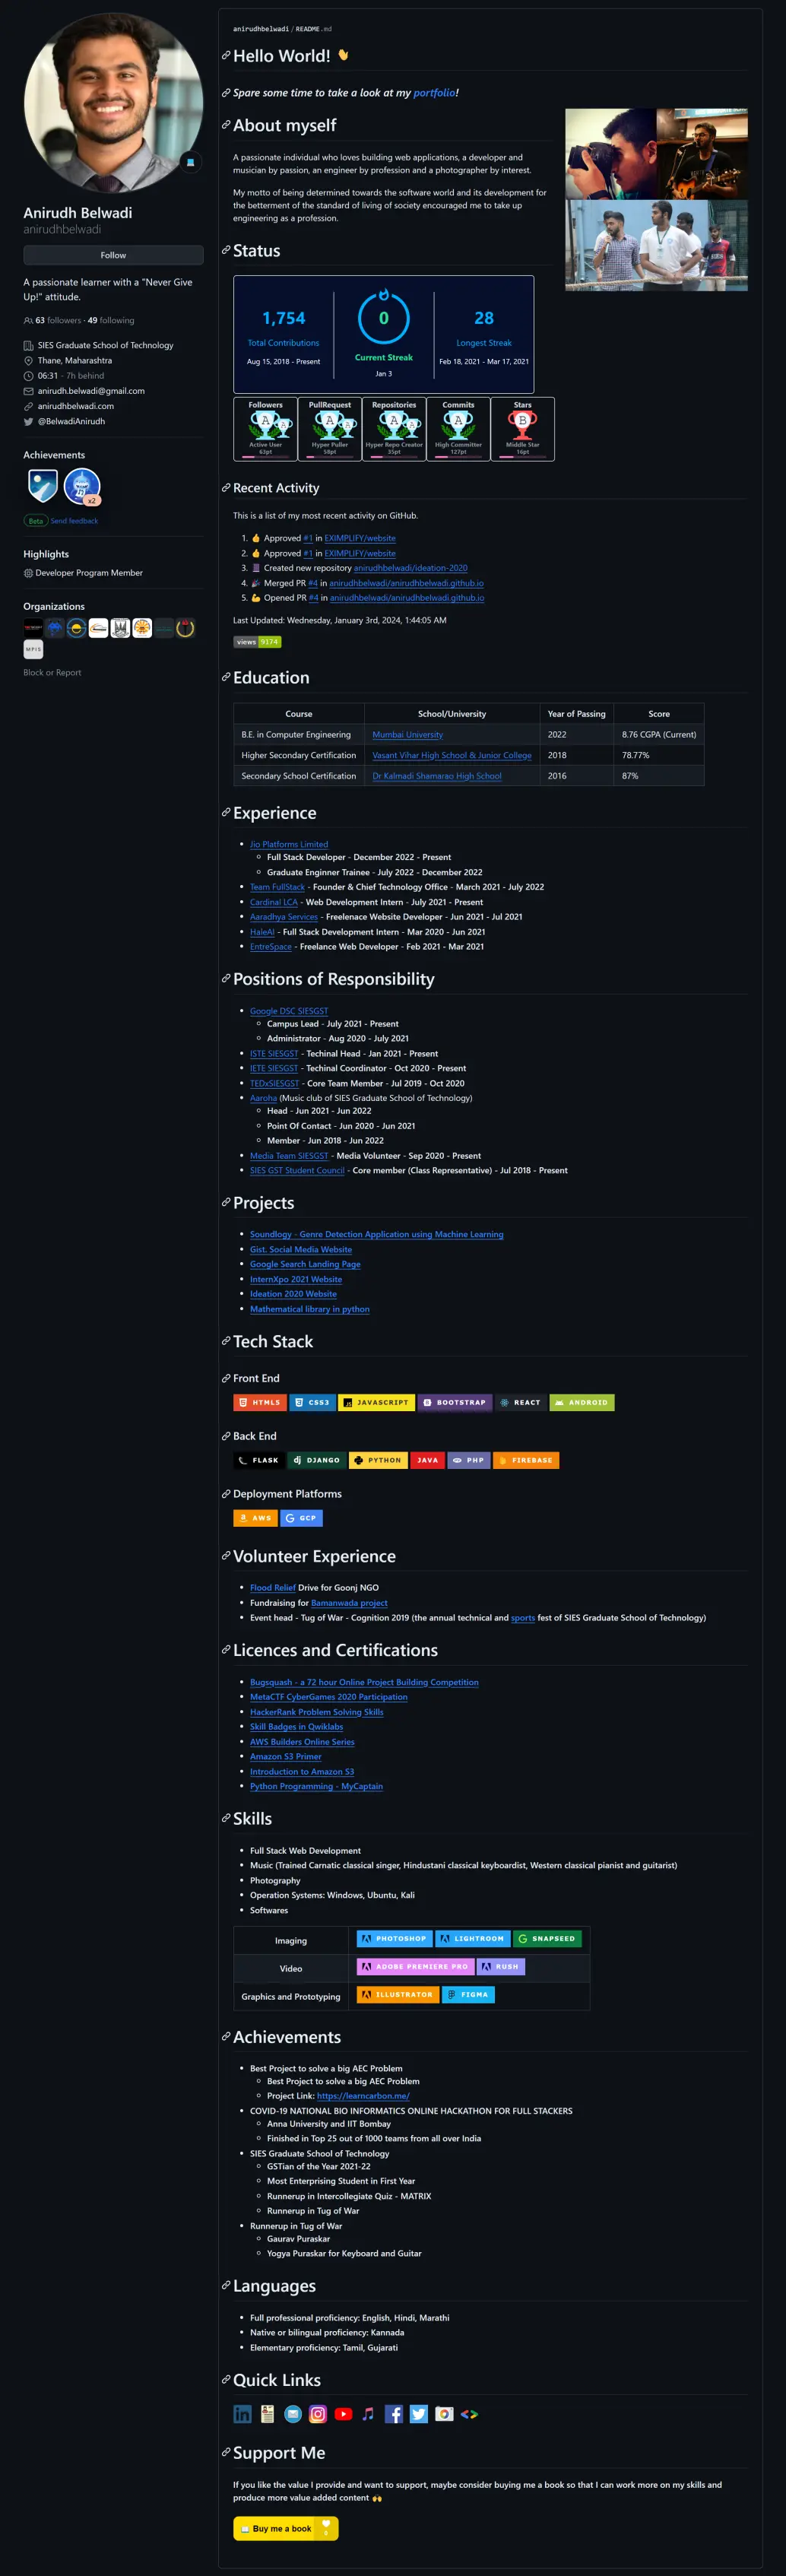 Anirudh Belwadi
anirudhbelwadi
Follow
A passionate learner with a "Never Give
Up!" attitude.
63 followers · 49 following
SIES Graduate School of Technology
Thane, Maharashtra
06:31 - 7h behind
anirudh.belwadi@gmail.com
anirudhbelwadi.com
@BelwadiAnirudh
Achievements
x2
Beta Send feedback
Highlights
Developer Program Member
Organizations
MPIS
Block or Report
anirudhbelwadi / README.md
Hello World! 👋
Spare some time to take a look at my portfolio!
About myself
A passionate individual who loves building web applications, a developer and
musician by passion, an engineer by profession and a photographer by interest.
My motto of being determined towards the software world and its development for
the betterment of the standard of living of society encouraged me to take up
engineering as a profession.
Status
1,754
Total Contributions
Aug 15, 2018 - Present
0
Current Streak
Jan 3
28
Longest Streak
Feb 18, 2021 - Mar 17, 2021
Followers
A
A
Active User
63pt
PullRequest
A
A
Hyper Puller
58pt
Repositories
A
A
Hyper Repo Creator
35pt
Commits
A
High Committer
127pt
Stars
B
Middle Star
16pt
Recent Activity
This is a list of my most recent activity on GitHub.
1. 👍 Approved #1 in EXIMPLIFY/website
2. 👍 Approved #1 in EXIMPLIFY/website
3. 📔 Created new repository anirudhbelwadi/ideation-2020
4. 🎉 Merged PR #4 in anirudhbelwadi/anirudhbelwadi.github.io
5. 💪 Opened PR #4 in anirudhbelwadi/anirudhbelwadi.github.io
Last Updated: Wednesday, January 3rd, 2024, 1:44:05 AM
views 9174
Education
Course School/University Year of Passing Score
B.E. in Computer Engineering Mumbai University 2022 8.76 CGPA (Current)
Higher Secondary Certification Vasant Vihar High School & Junior College 2018 78.77%
Secondary School Certification Dr Kalmadi Shamarao High School 2016 87%
Experience
• Jio Platforms Limited
Full Stack Developer - December 2022 - Present
Graduate Enginner Trainee - July 2022 - December 2022
• Team FullStack - Founder & Chief Technology Office - March 2021 - July 2022
• Cardinal LCA - Web Development Intern - July 2021 - Present
• Aaradhya Services - Freelenace Website Developer - Jun 2021 - Jul 2021
• HaleAI - Full Stack Development Intern - Mar 2020 - Jun 2021
• EntreSpace - Freelance Web Developer - Feb 2021 - Mar 2021
Positions of Responsibility
• Google DSC SIESGST
Campus Lead - July 2021 - Present
Administrator - Aug 2020 - July 2021
• ISTE SIESGST - Techinal Head - Jan 2021 - Present
• IETE SIESGST - Techinal Coordinator - Oct 2020 - Present
• TEDxSIESGST - Core Team Member - Jul 2019 - Oct 2020
• Aaroha (Music club of SIES Graduate School of Technology)
Head - Jun 2021 - Jun 2022
Point Of Contact - Jun 2020 - Jun 2021
Member - Jun 2018 - Jun 2022
• Media Team SIESGST - Media Volunteer - Sep 2020 - Present
• SIES GST Student Council - Core member (Class Representative) - Jul 2018 - Present
Projects
• Soundlogy - Genre Detection Application using Machine Learning
• Gist. Social Media Website
• Google Search Landing Page
• InternXpo 2021 Website
• Ideation 2020 Website
• Mathematical library in python
Tech Stack
Front End
HTML5 CSS3 JAVASCRIPT BOOTSTRAP REACT ANDROID
Back End
FLASK DJANGO PYTHON JAVA PHP FIREBASE
Deployment Platforms
AWS GCP
Volunteer Experience
• Flood Relief Drive for Goonj NGO
• Fundraising for Bamanwada project
• Event head - Tug of War - Cognition 2019 (the annual technical and sports fest of SIES Graduate School of Technology)
Licences and Certifications
• Bugsquash - a 72 hour Online Project Building Competition
• MetaCTF CyberGames 2020 Participation
• HackerRank Problem Solving Skills
• Skill Badges in Qwiklabs
• AWS Builders Online Series
• Amazon S3 Primer
• Introduction to Amazon S3
• Python Programming - MyCaptain
Skills
• Full Stack Web Development
• Music (Trained Carnatic classical singer, Hindustani classical keyboardist, Western classical pianist and guitarist)
• Photography
• Operation Systems: Windows, Ubuntu, Kali
• Softwares
Imaging PHOTOSHOP LIGHTROOM SNAPSEED
Video ADOBE PREMIERE PRO RUSH
Graphics and Prototyping ILLUSTRATOR FIGMA
Achievements
• Best Project to solve a big AEC Problem
Best Project to solve a big AEC Problem
Project Link: https://learncarbon.me/
• COVID-19 NATIONAL BIO INFORMATICS ONLINE HACKATHON FOR FULL STACKERS
Anna University and IIT Bombay
Finished in Top 25 out of 1000 teams from all over India
• SIES Graduate School of Technology
GSTian of the Year 2021-22
Most Enterprising Student in First Year
Runnerup in Intercollegiate Quiz - MATRIX
Runnerup in Tug of War
• Runnerup in Tug of War
Gaurav Puraskar
Yogya Puraskar for Keyboard and Guitar
Languages
• Full professional proficiency: English, Hindi, Marathi
• Native or bilingual proficiency: Kannada
• Elementary proficiency: Tamil, Gujarati
Quick Links
Support Me
If you like the value I provide and want to support, maybe consider buying me a book so that I can work more on my skills and
produce more value added content 🙌
Buy me a book